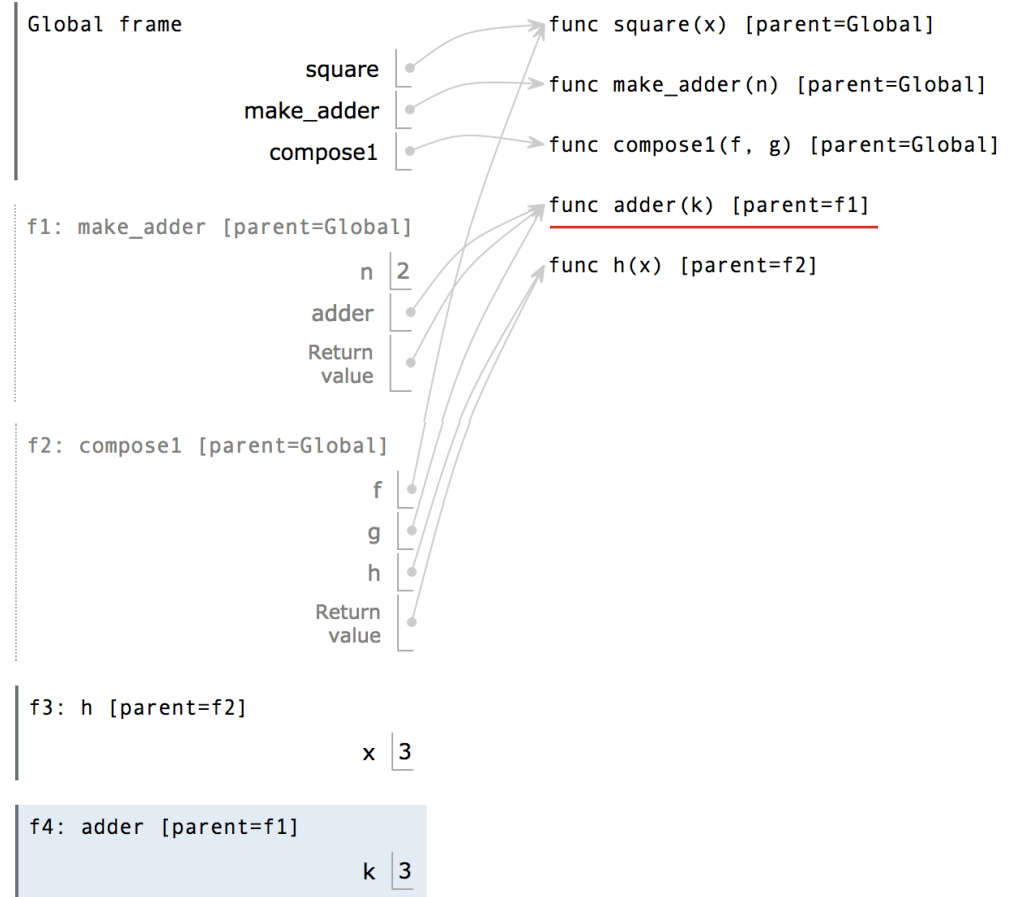 Global frame
square
make_adder
compose1
func square(x) [parent=Global]
func make_adder(n) [parent=Global]
func compose1(f, g) [parent=Global]
func adder(k) [parent=f1]
func h(x) [parent=f2]
f1: make_adder [parent=Global]
n 2
adder
Return
value
f2: compose1 [parent=Global]
f
g
h
Return
value
f3: h [parent=f2]
x 3
f4: adder [parent=f1]
k 3